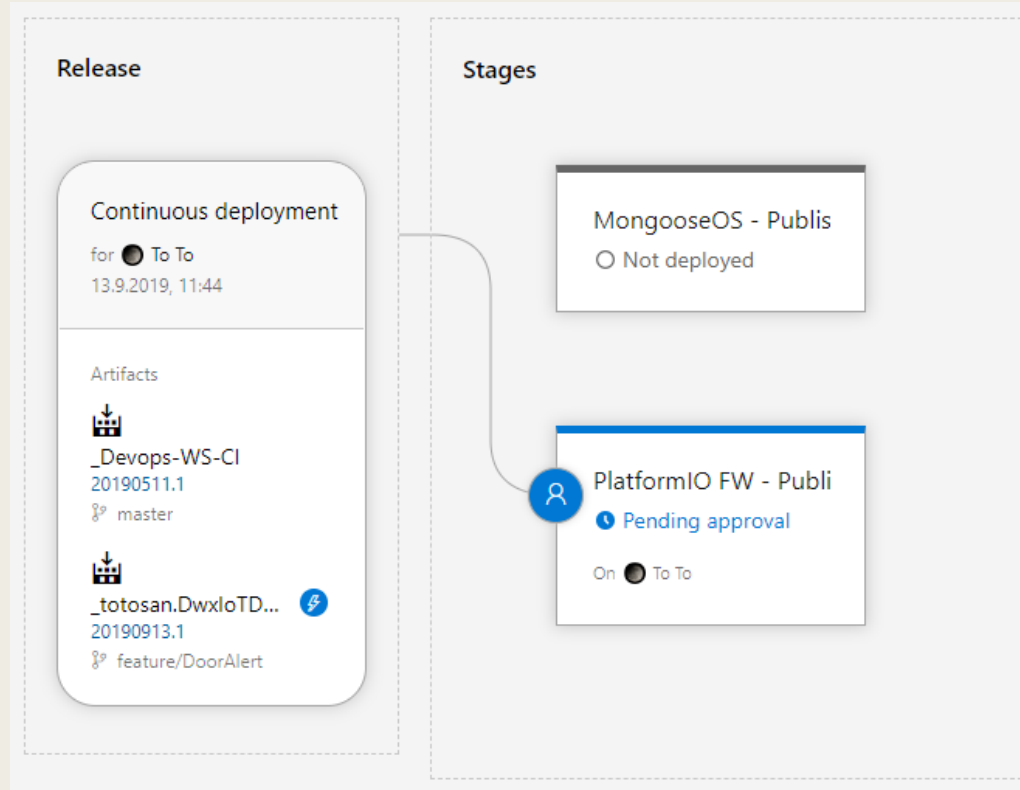 Release
Continuous deployment
for To To
13.9.2019, 11:44
Artifacts
_Devops-WS-CI
20190511.1
master
_totosan.DwxIoTD...
20190913.1
feature/DoorAlert
Stages
MongooseOS - Publis
Not deployed
PlatformIO FW - Publi
Pending approval
On To To